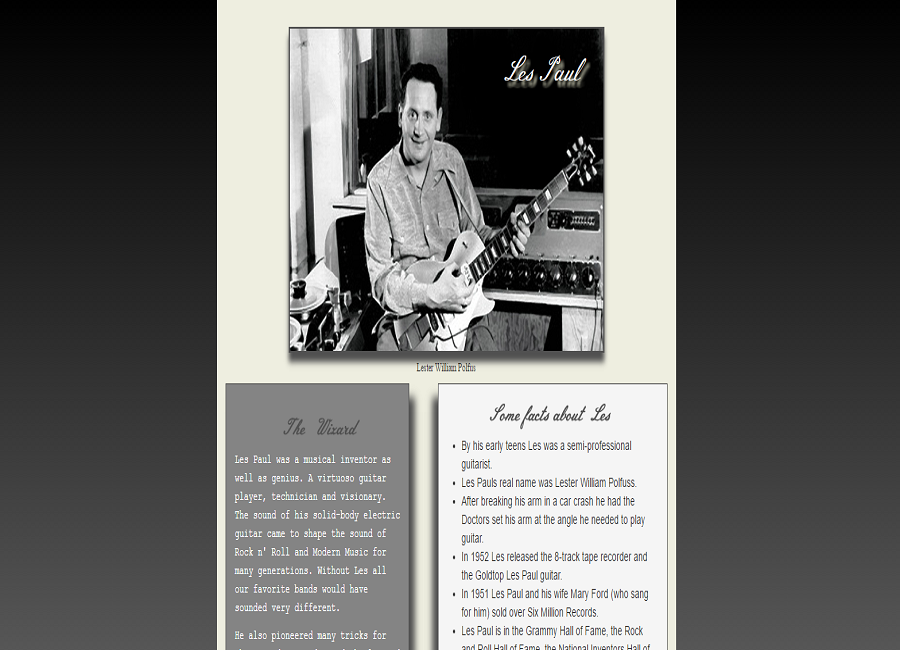 Les Paul
Lester William Polfus
The Wizard
Les Paul was a musical inventor as
well as genius. A virtuoso guitar
player, technician and visionary.
The sound of his solid-body electric
guitar came to shape the sound of
Rock n' Roll and Modern Music for
many generations. Without Les all
our favorite bands would have
sounded very different.
He also pioneered many tricks for
Some facts about Les
• By his early teens Les was a semi-professional
guitarist.
• Les Pauls real name was Lester William Polfuss.
• After breaking his arm in a car crash he had the
Doctors set his arm at the angle he needed to play
guitar.
• In 1952 Les released the 8-track tape recorder and
the Goldtop Les Paul guitar.
• In 1951 Les Paul and his wife Mary Ford (who sang
for him) sold over Six Million Records.
• Les Paul is in the Grammy Hall of Fame, the Rock
and Roll Hall of Fame, the National Inventors Hall of